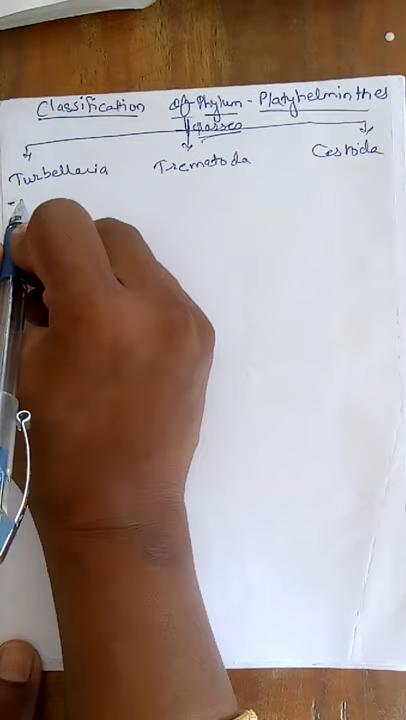 Classification of Phylum - Platyhelminthes
classes
Turbellaria Trematoda Cestoda